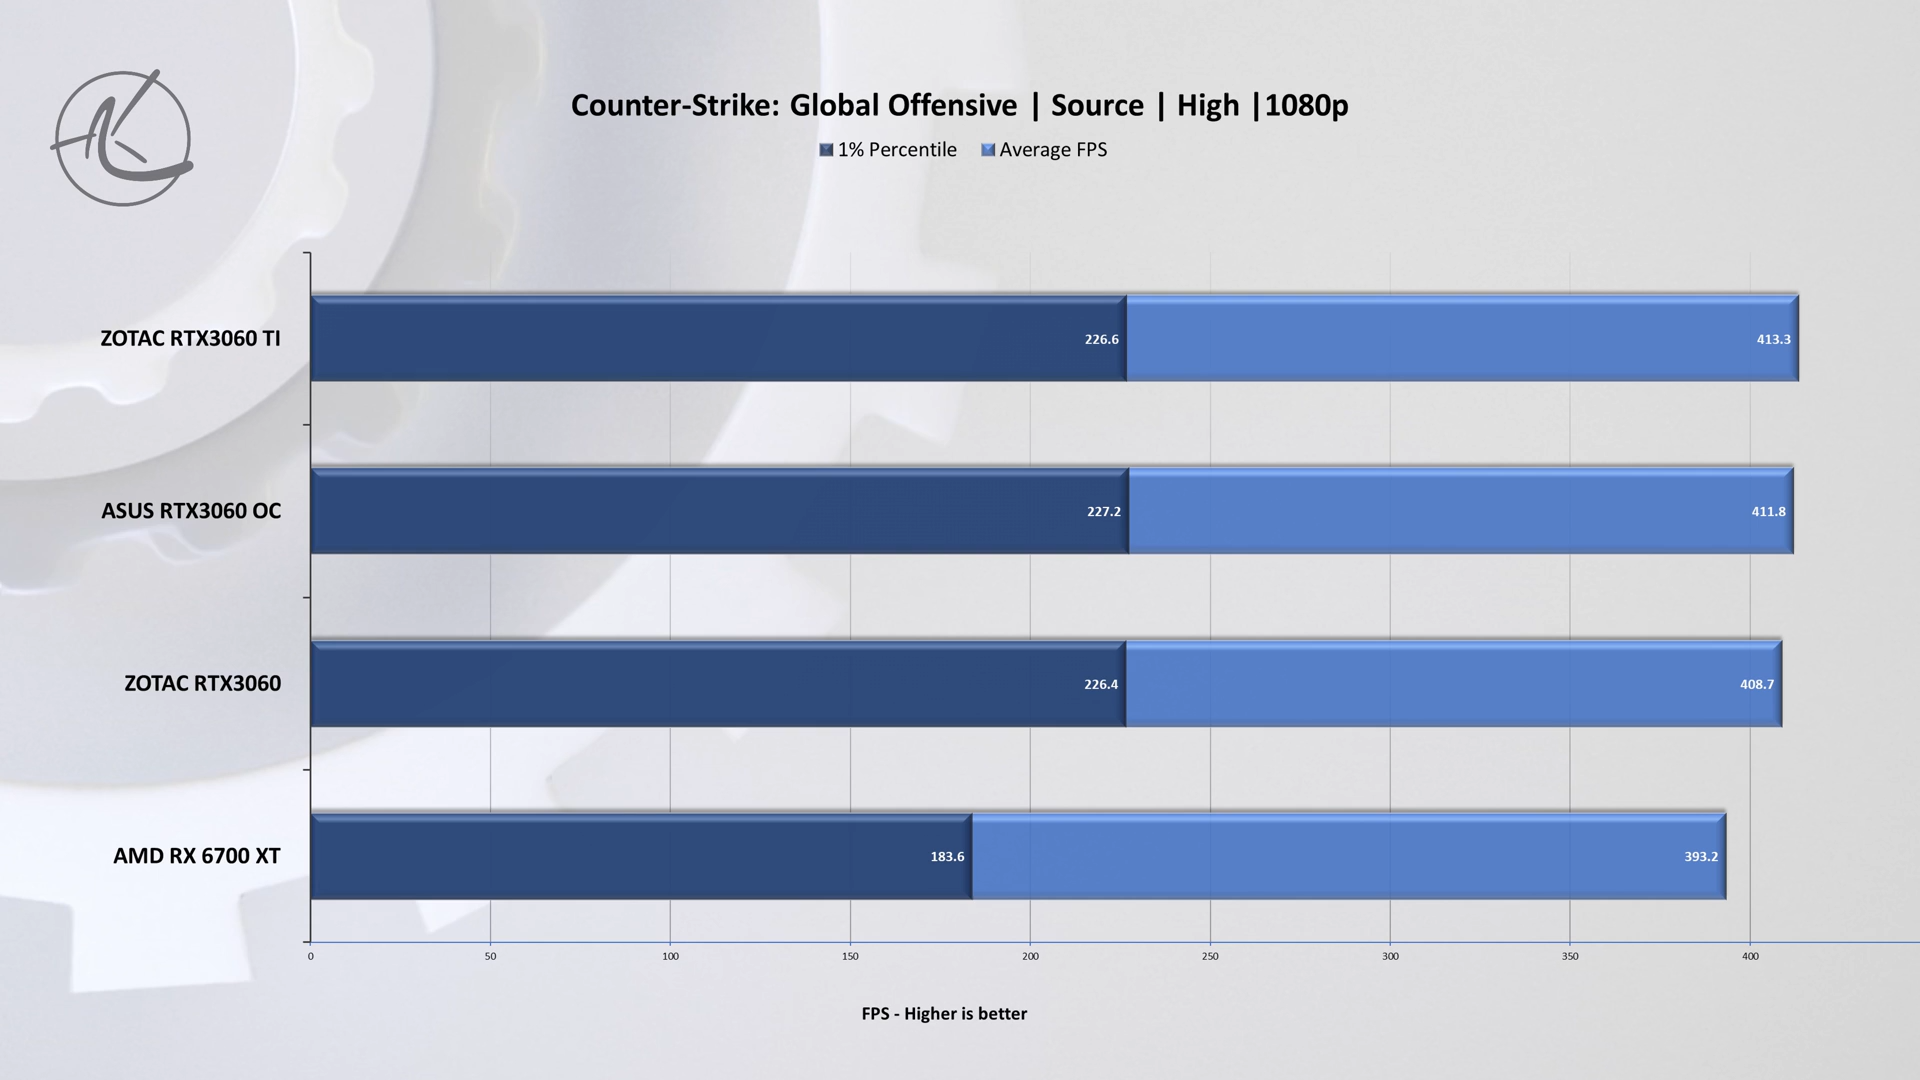 Counter-Strike: Global Offensive | Source | High |1080p
1% Percentile Average FPS
ZOTAC RTX3060 TI 226.6 413.3
ASUS RTX3060 OC 227.2 411.8
ZOTAC RTX3060 226.4 408.7
AMD RX 6700 XT 183.6 393.2
0 50 100 150 200 250 300 350 400
FPS - Higher is better